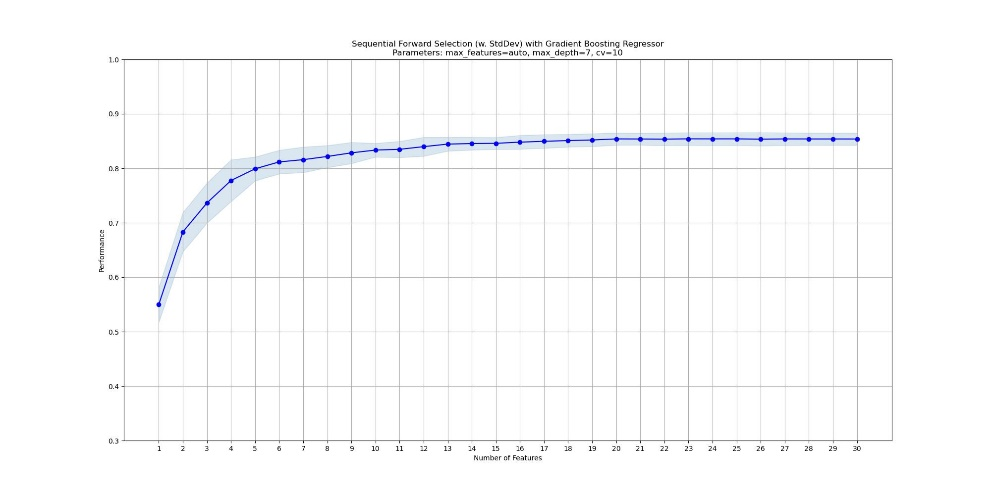 Sequential Forward Selection (w. StdDev) with Gradient Boosting Regressor
Parameters: max_features=auto, max_depth=7, cv=10
1.0
0.9
0.8
0.7
0.6
0.5
0.4
0.3
Performance
1 2 3 4 5 6 7 8 9 10 11 12 13 14 15 16 17 18 19 20 21 22 23 24 25 26 27 28 29 30
Number of Features